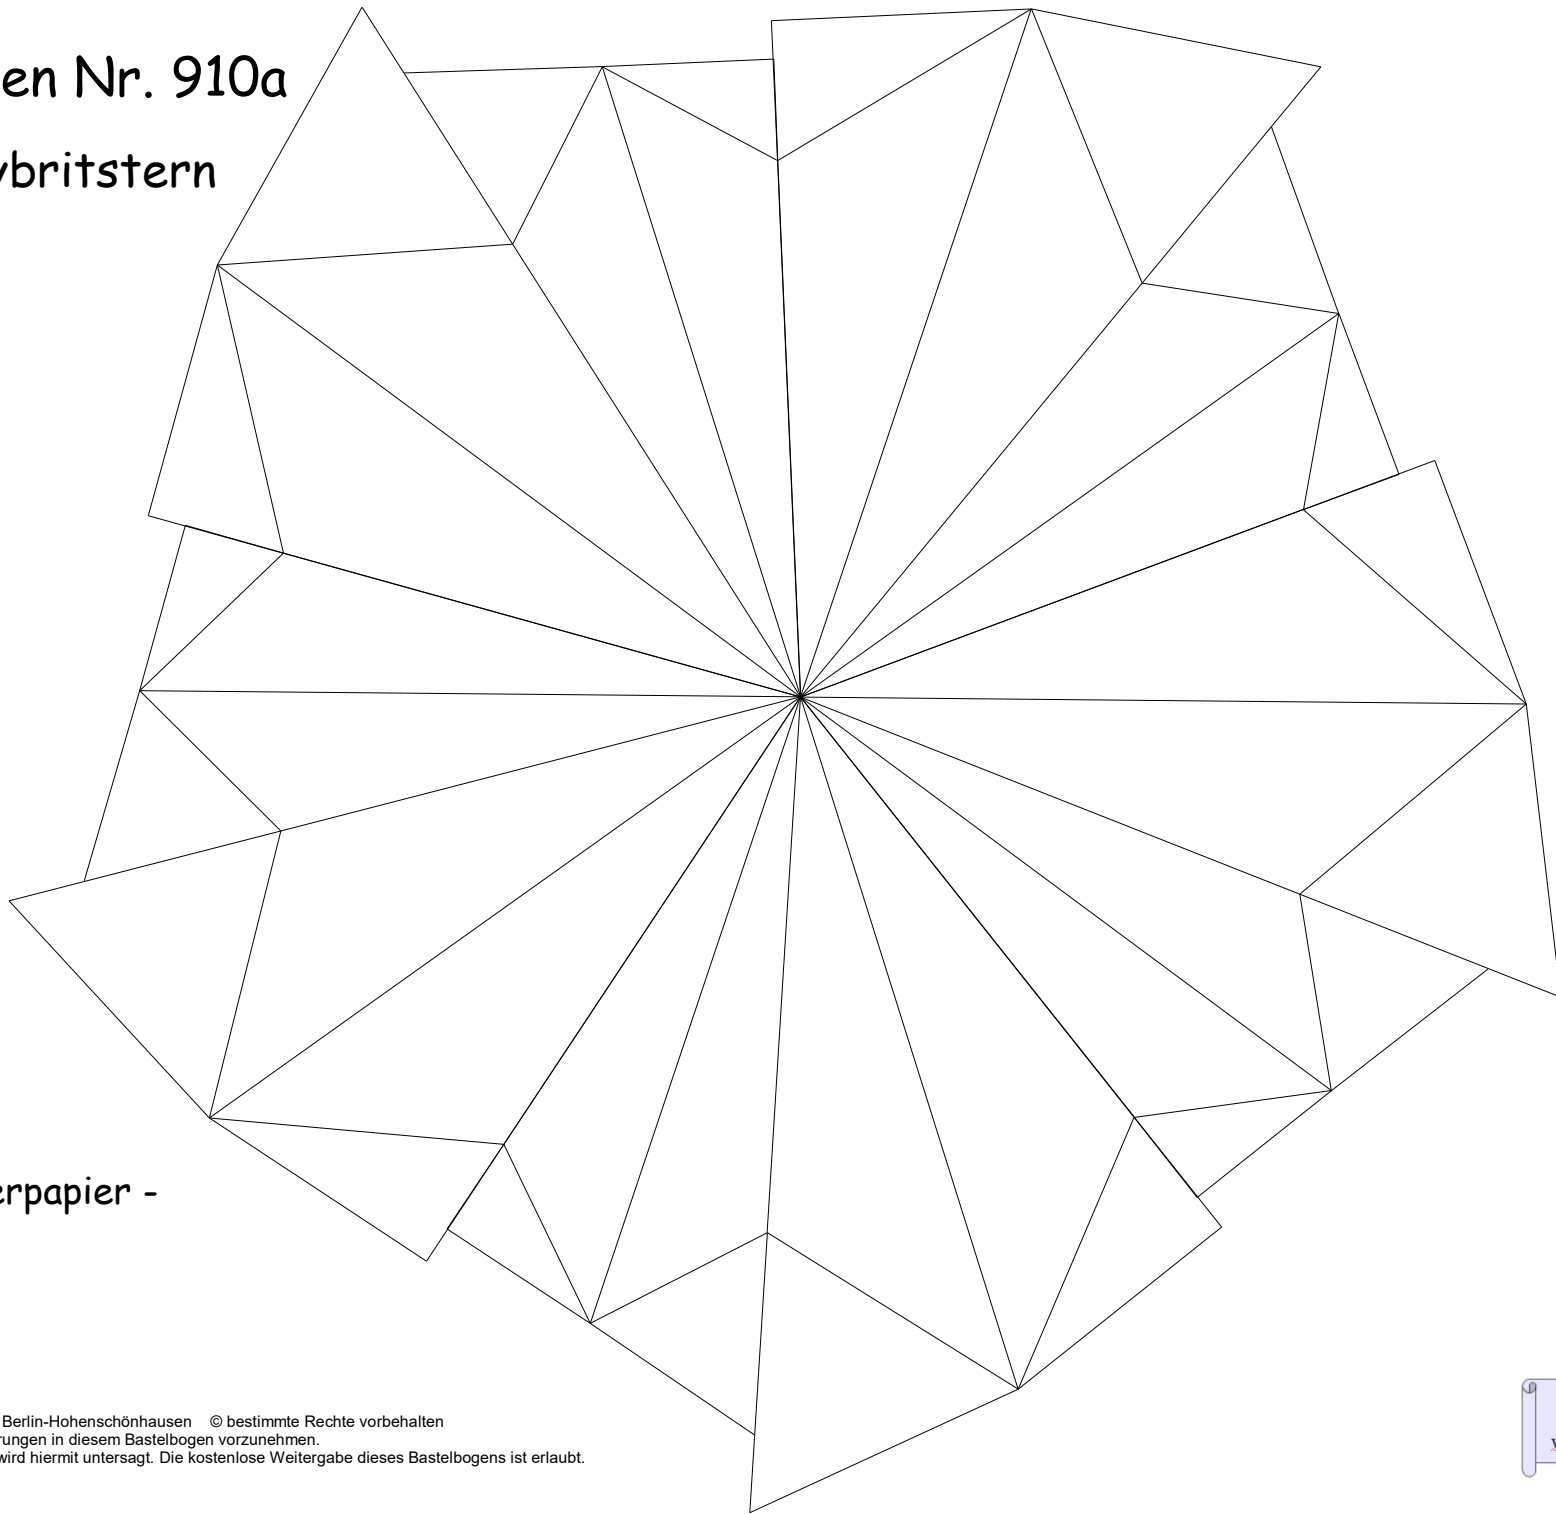 en Nr. 910a
ybritstern
erpapier -
Berlin-Hohenschönhausen © bestimmte Rechte vorbehalten
rungen in diesem Bastelbogen vorzunehmen.
wird hiermit untersagt. Die kostenlose Weitergabe dieses Bastelbogens ist erlaubt.